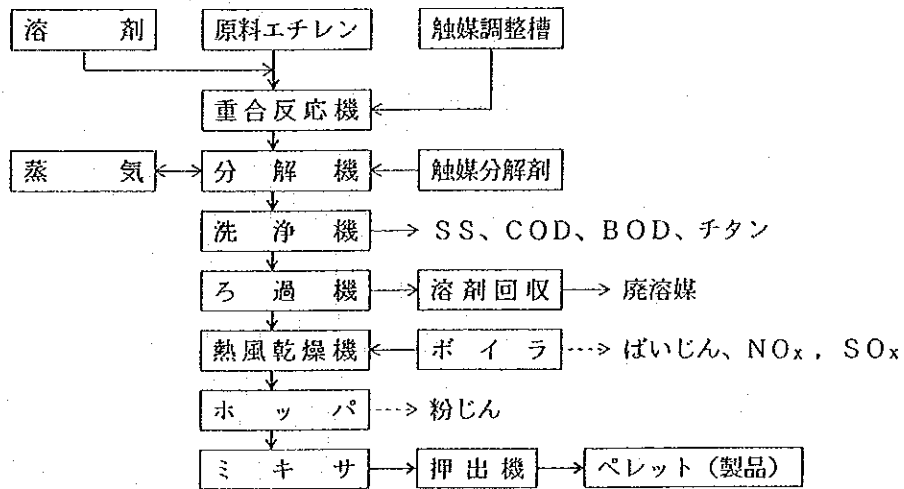 溶剤 原料エチレン 触媒調整槽
重合反応機
蒸気 分解機 触媒分解剤
洗浄機 SS、COD、BOD、チタン
ろ過機 溶剤回収 廃溶媒
熱風乾燥機 ボイラ ばいじん、NOx，SOx
ホッパ 粉じん
ミキサ 押出機 ペレット（製品）